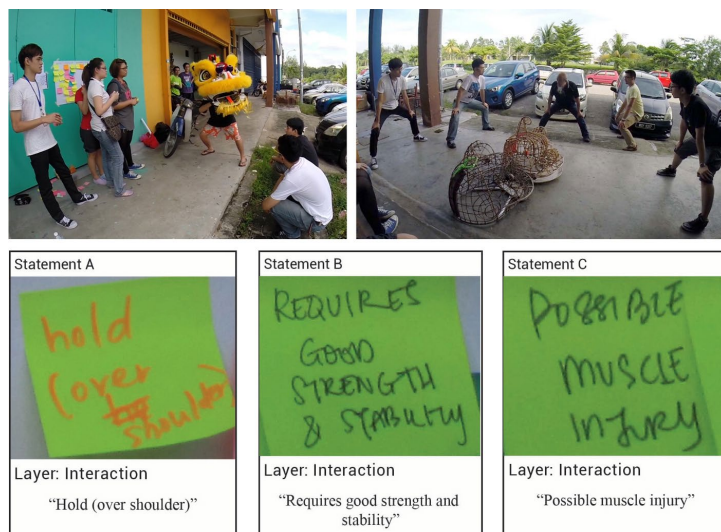 Statement A
hold
(over
shoulder)
Layer: Interaction
“Hold (over shoulder)”
Statement B
REQUIRES
GOOD
STRENGTH
& STABILITY
Layer: Interaction
“Requires good strength and
stability”
Statement C
POSSIBLE
MUSCLE
INJURY
Layer: Interaction
“Possible muscle injury”